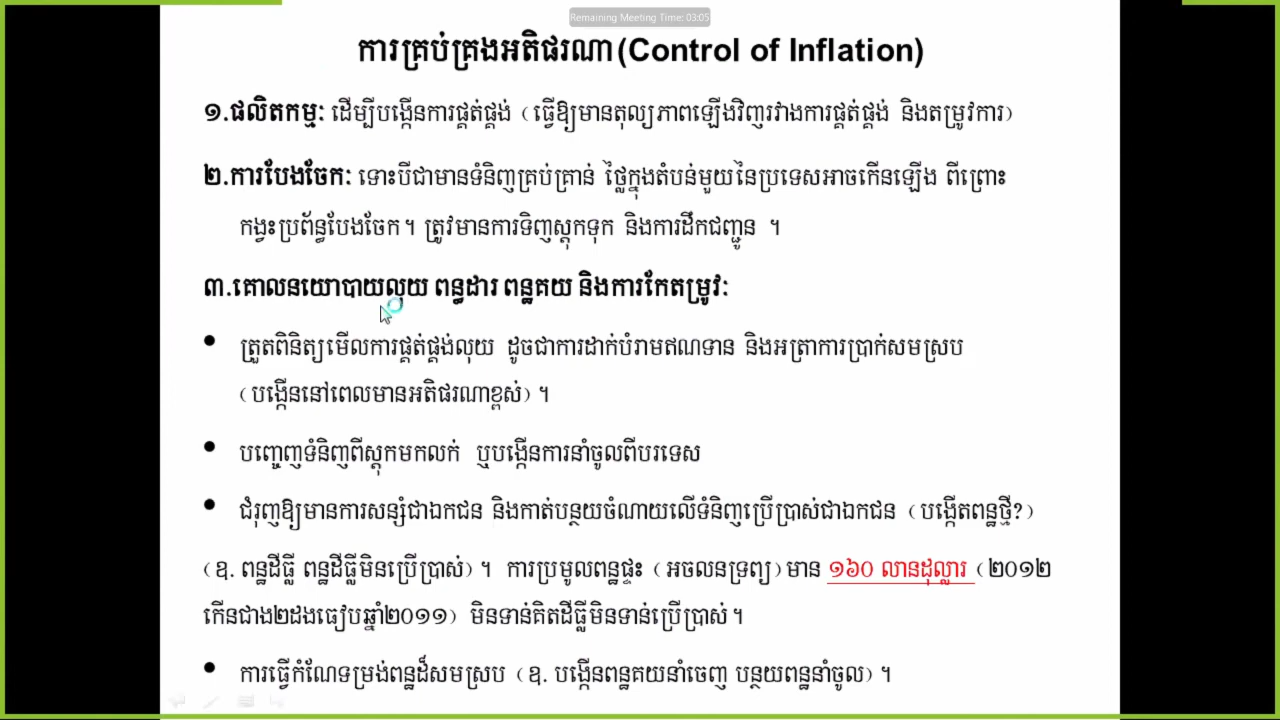 Remaining Meeting Time: 03:05
ការគ្រប់គ្រងអតិផរណា(Control of Inflation)
១.ផលិតកម្ម: ដើម្បីបង្កើនការផ្គត់ផ្គង់ (ធ្វើឱ្យមានតុល្យភាពឡើងវិញរវាងការផ្គត់ផ្គង់ និងតម្រូវការ)
២.ការបែងចែក: ទោះបីជាមានទំនិញគ្រប់គ្រាន់ ថ្លៃក្នុងតំបន់មួយនៃប្រទេសអាចកើនឡើង ពីព្រោះ
កង្វះប្រព័ន្ធបែងចែក។ ត្រូវមានការទិញស្តុកទុក និងការដឹកជញ្ជូន ។
៣.គោលនយោបាយលុយ ពន្ធដារ ពន្ឋគយ និងការកែតម្រូវ:
• ត្រួតពិនិត្យមើលការផ្គត់ផ្គង់លុយ ដូចជាការដាក់បំរាមឥណទាន និងអត្រាការប្រាក់សមស្រប
(បង្កើននៅពេលមានអតិផរណាខ្ពស់)។
• បញ្ចេញទំនិញពីស្តុកមកលក់ ឬបង្កើនការនាំចូលពីបរទេស
• ជំរុញឱ្យមានការសន្សំជាឯកជន និងកាត់បន្ថយចំណាយលើទំនិញប្រើប្រាស់ជាឯកជន (បង្កើតពន្ឋថ្មី?)
(ឧ. ពន្ឋដីធ្លី ពន្ឋដីធ្លីមិនប្រើប្រាស់)។ ការប្រមូលពន្ឋផ្ទះ (អចលនទ្រព្យ)មាន ១៦០ លានដុល្លារ (២០១២
កើនជាង២ដងធៀបឆ្នាំ២០១១) មិនទាន់គិតដីធ្លីមិនទាន់ប្រើប្រាស់។
• ការធ្វើកំណែទម្រង់ពន្ឋដ៏សមស្រប (ឧ. បង្កើនពន្ឋគយនាំចេញ បន្ថយពន្ឋនាំចូល)។